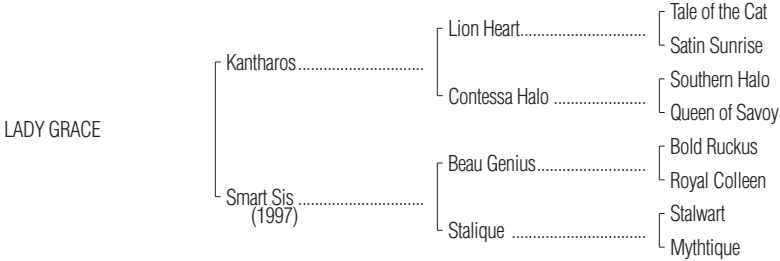 Tale of the Cat
Lion Heart..............................
Satin Sunrise
Kantharos..............................
Southern Halo
Contessa Halo ......................
Queen of Savoy
LADY GRACE
Bold Ruckus
Beau Genius..........................
Royal Colleen
Smart Sis ..............................
(1997)
Stalwart
Stalique ................................
Mythtique